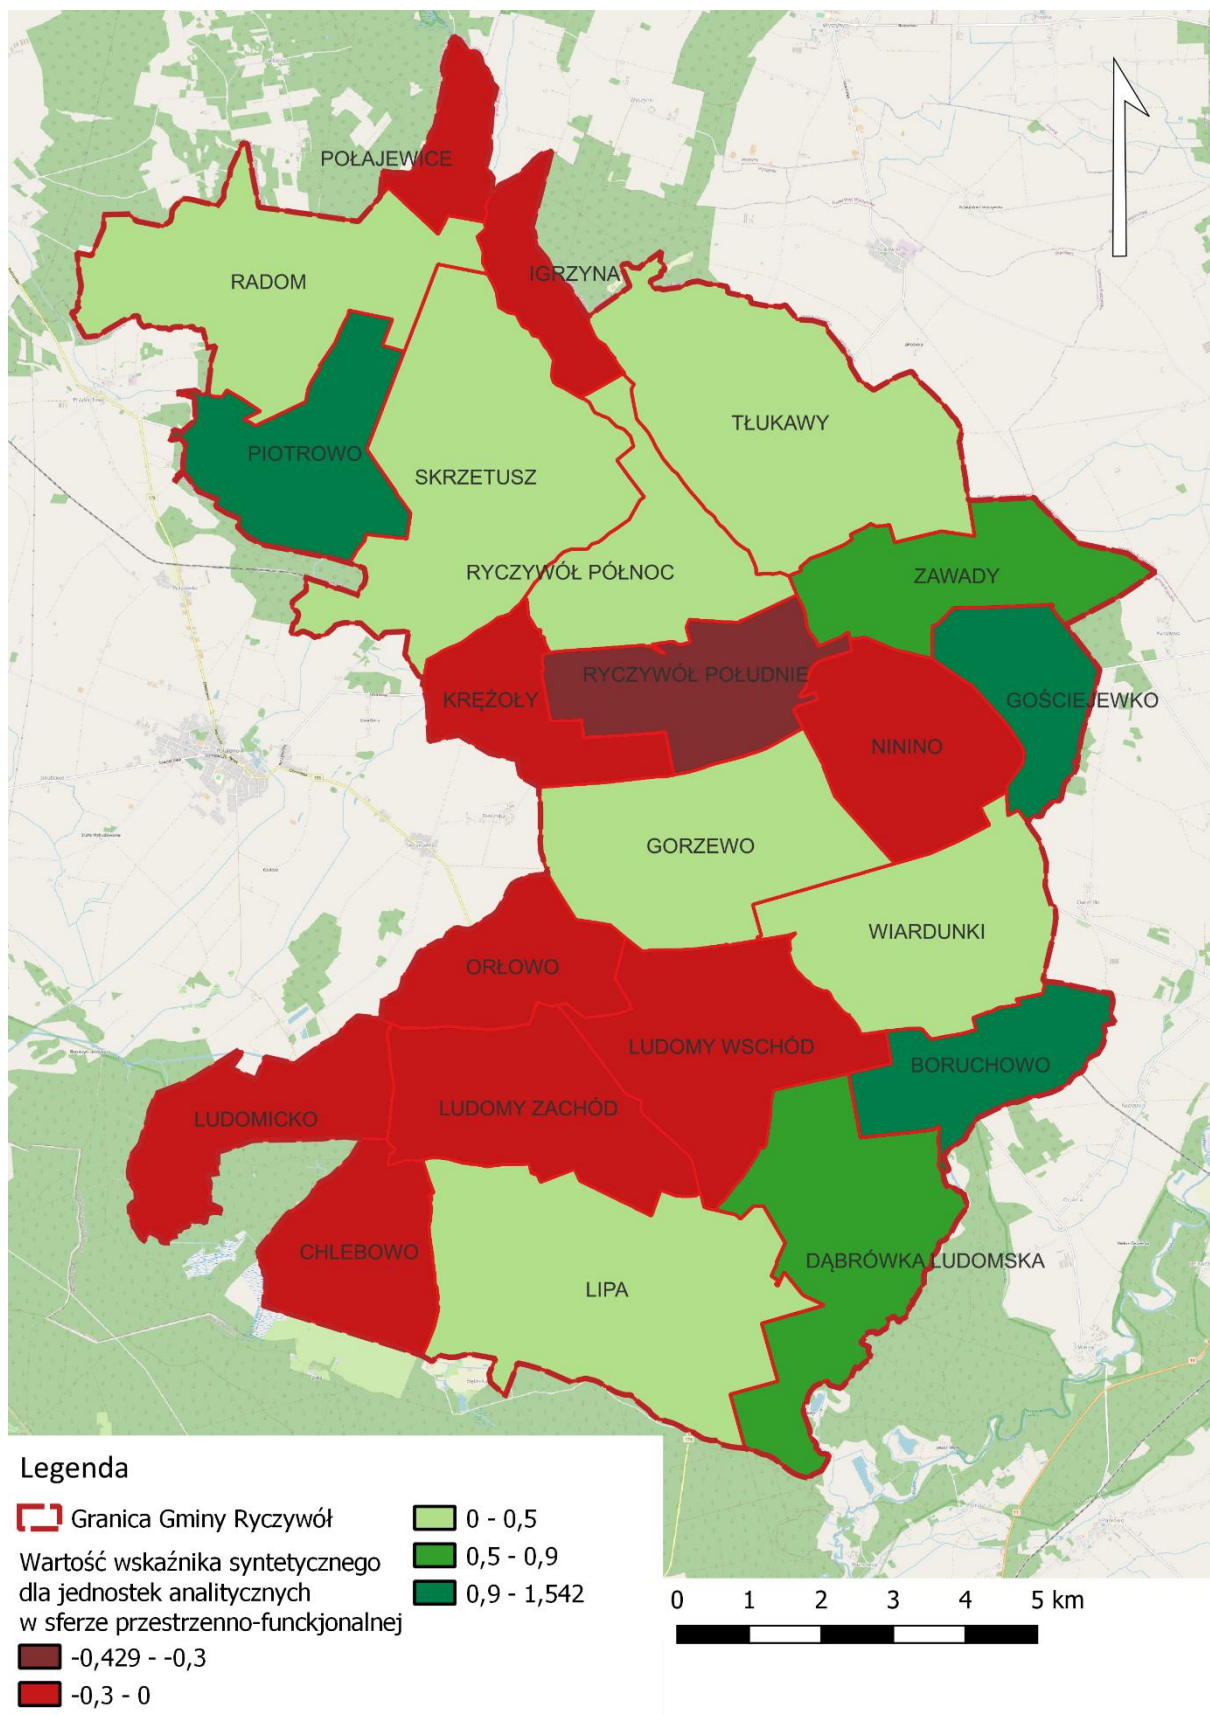 POŁAJEWICE
IGRZYNA
RADOM
TŁUKAWY
PIOTROWO
SKRZETUSZ
RYCZYWÓŁ PÓŁNOC
ZAWADY
RYCZYWÓŁ POŁUDNIE
KRĘŻOŁY
GOŚCIEJEWKO
NININO
GORZEWO
WIARDUNKI
ORŁOWO
LUDOMY WSCHÓD
BORUCHOWO
LUDOMY ZACHÓD
LUDOMICKO
CHLEBOWO
DĄBRÓWKA LUDOMSKA
LIPA
Legenda
Granica Gminy Ryczywół
Wartość wskaźnika syntetycznego
dla jednostek analitycznych
w sferze przestrzenno-funckjonalnej
-0,429 - -0,3
-0,3 - 0
0 - 0,5
0,5 - 0,9
0,9 - 1,542
0 1 2 3 4 5 km